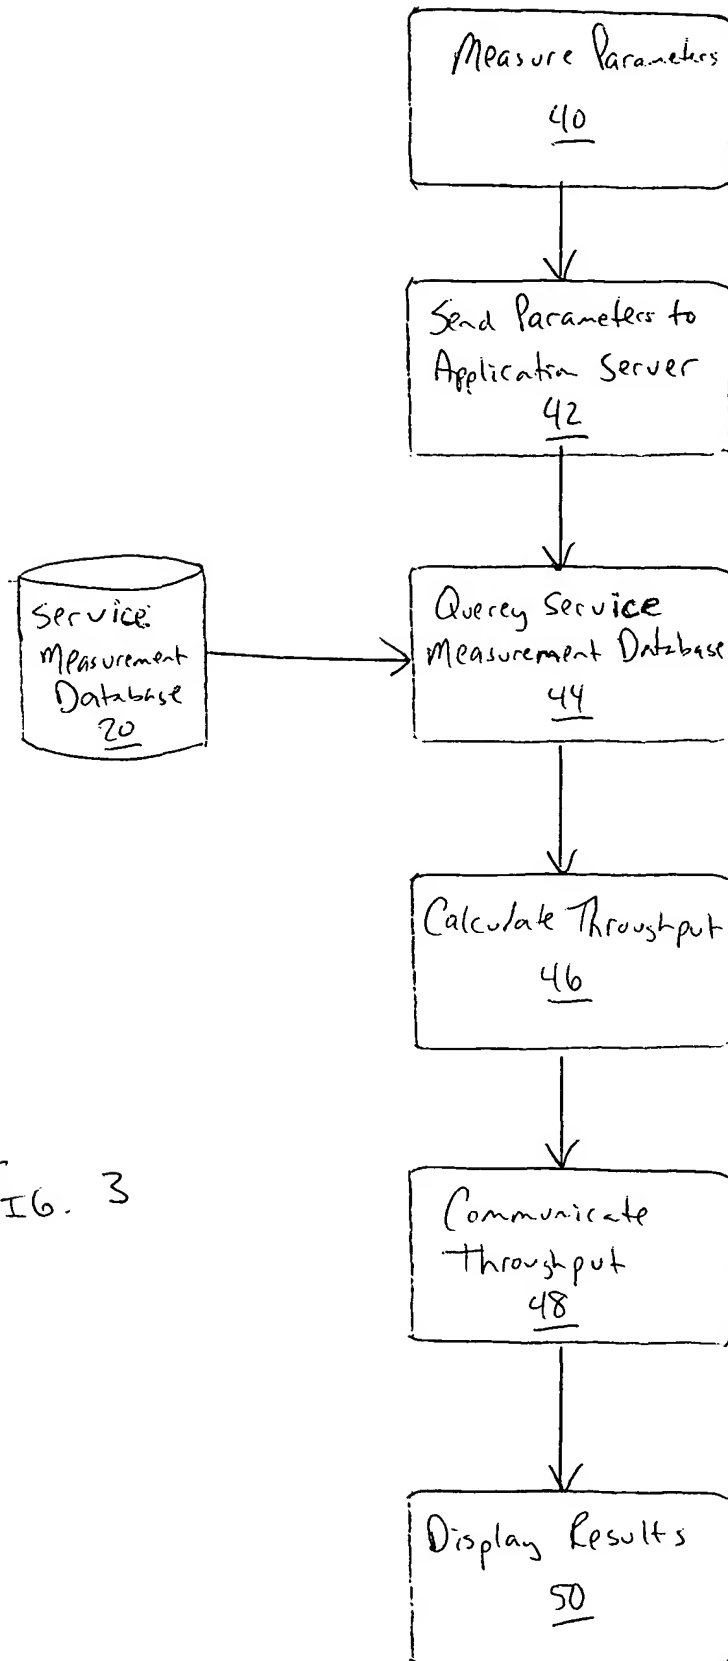 Measure Parameters
40
Send Parameters to
Application Server
42
Service
Measurement
Database
20
Querey Service
Measurement Database
44
Calculate Throughput
46
FIG. 3
Communicate
Throughput
48
Display Results
50